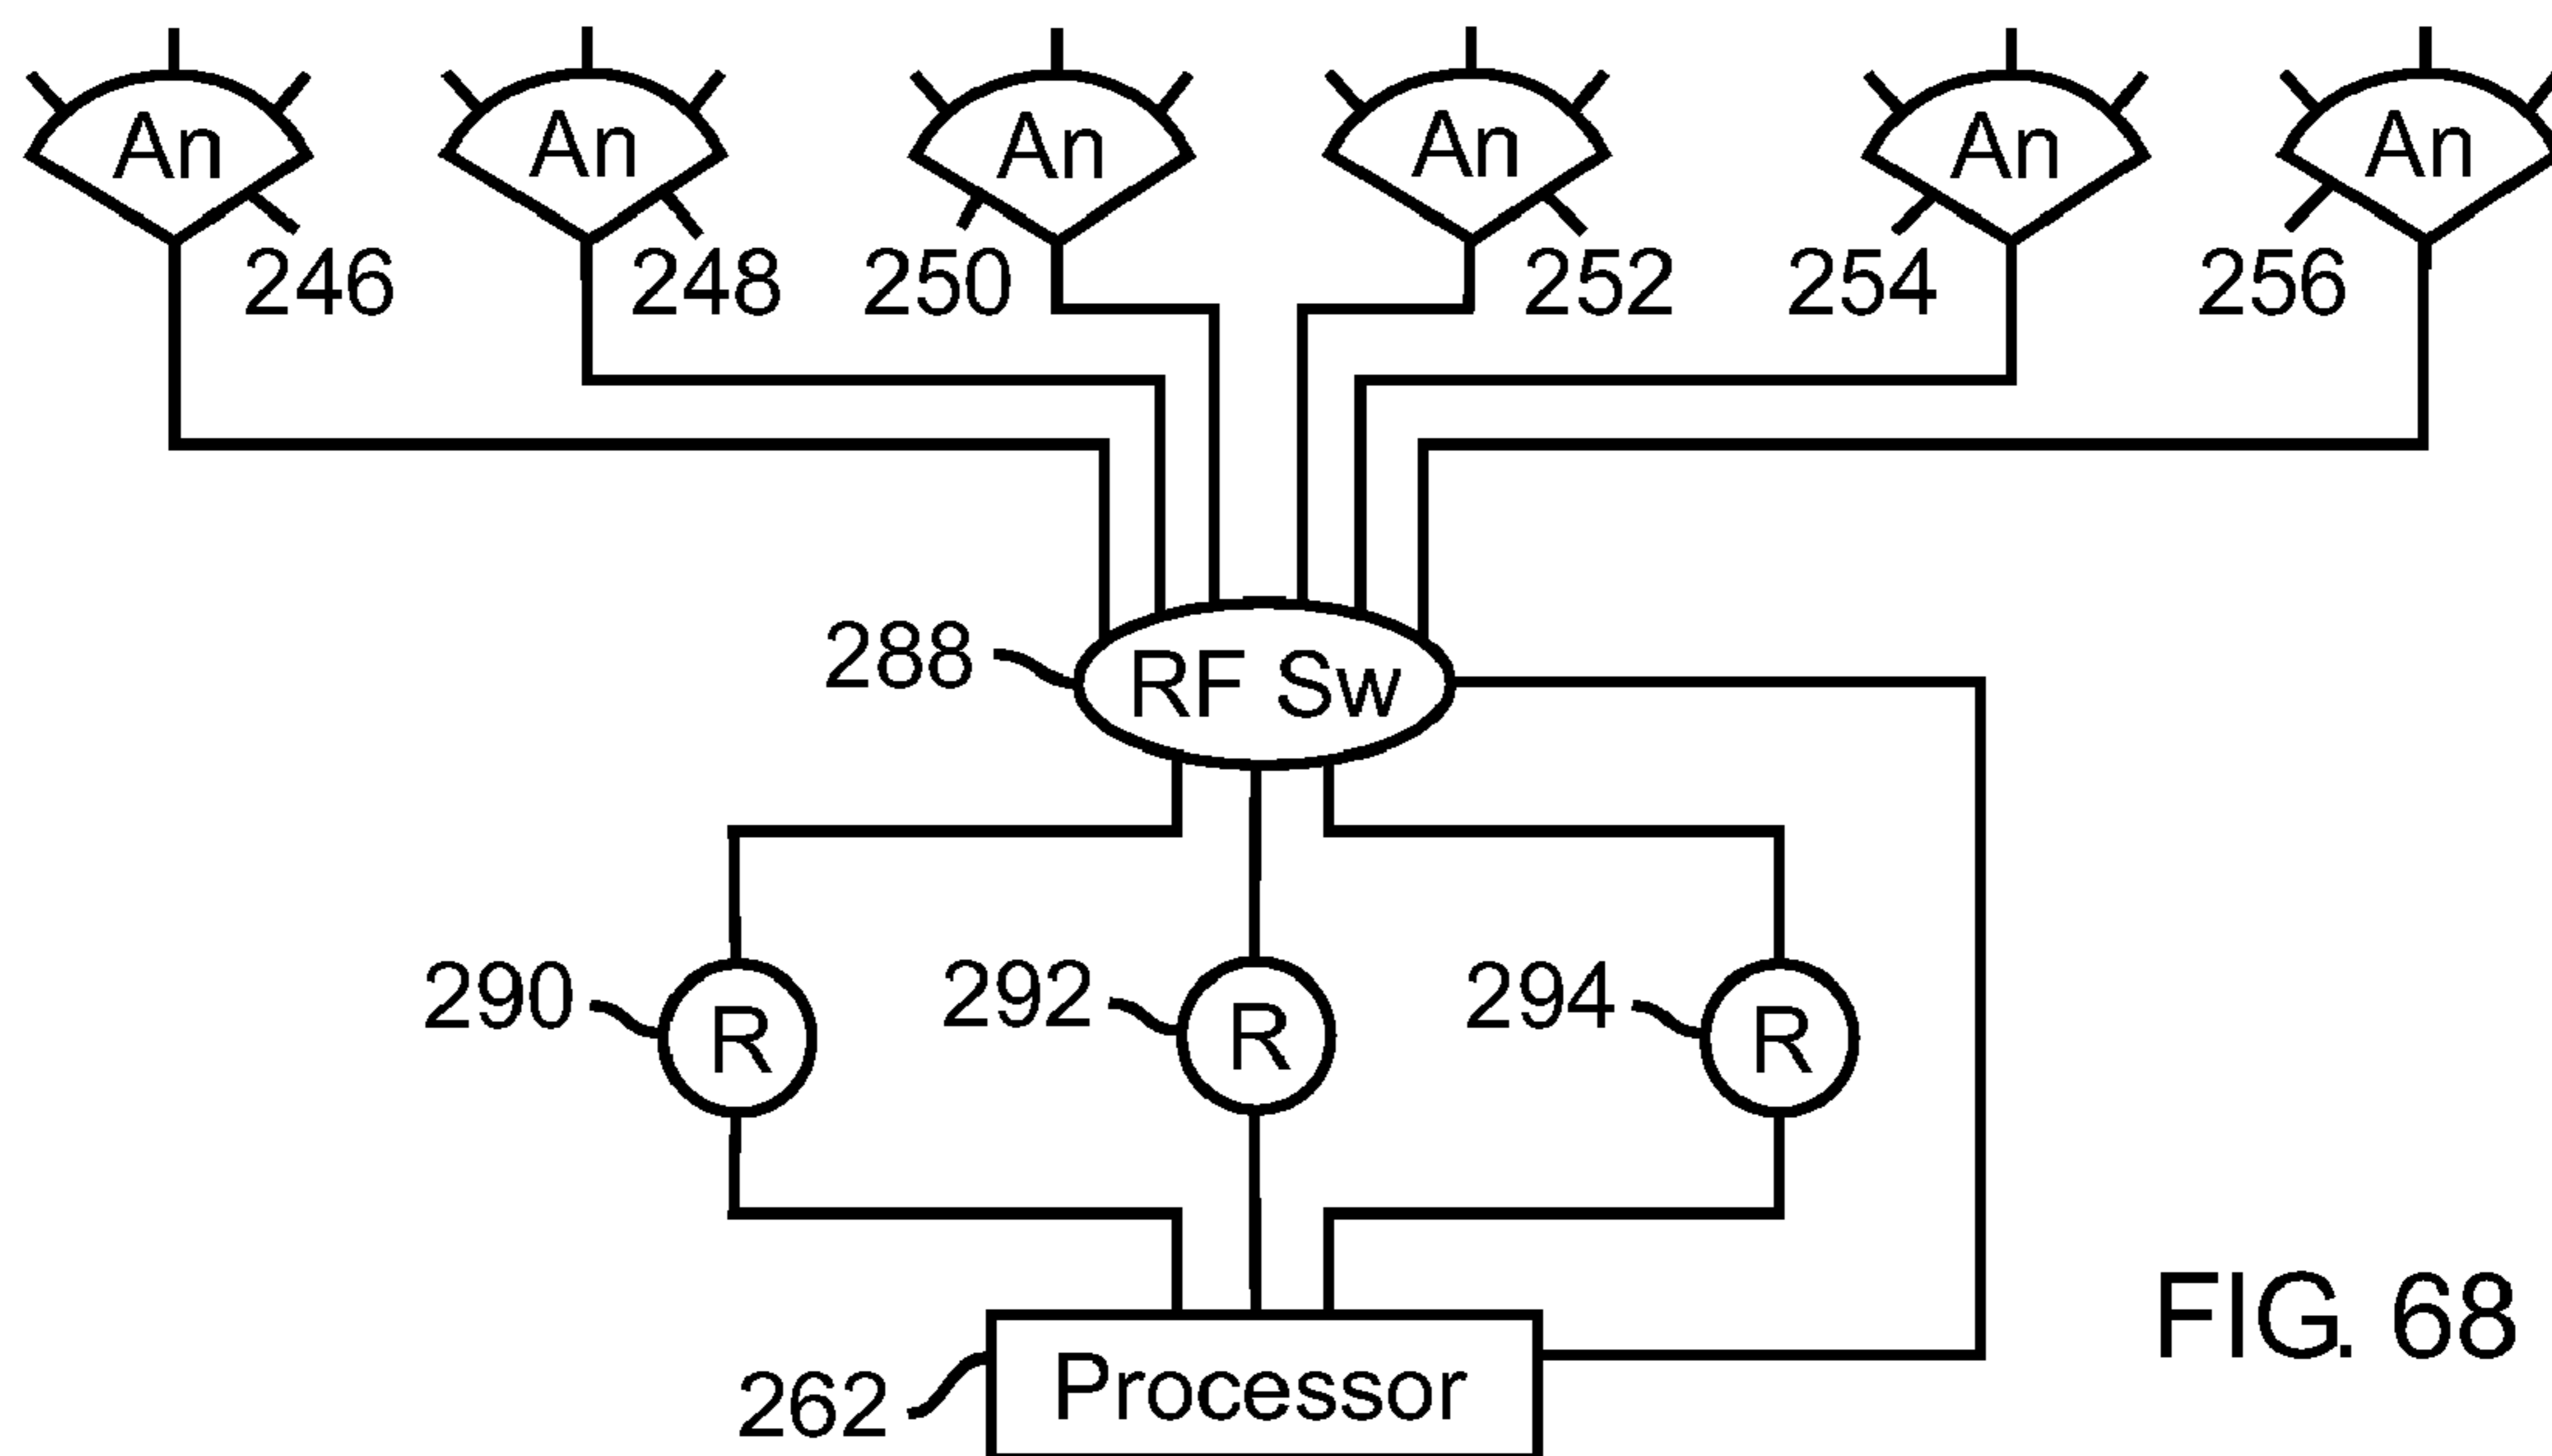 An An An An An An
246 248 250 252 254 256
288 RF Sw
290 R 292 R 294 R
262 Processor
FIG. 68